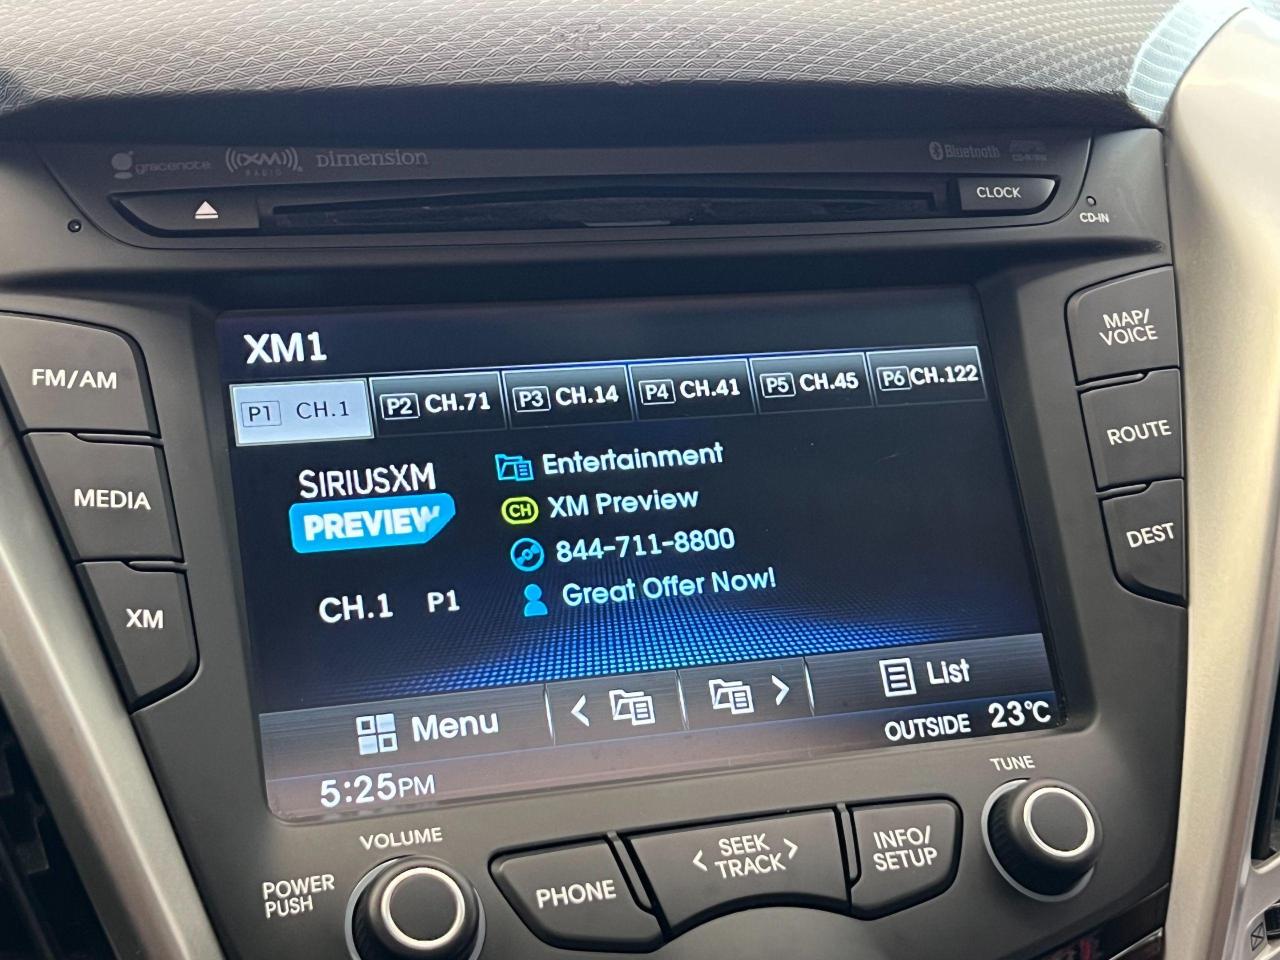 gracenote
XM
RADIO
Dimension
Bluetooth
CLOCK
CD-IN
XM1
P1 CH.1
P2 CH.71
P3 CH.14
P4 CH.41
P5 CH.45
P6 CH.122
SIRIUSXM
PREVIEW
CH.1 P1
Entertainment
CH XM Preview
844-711-8800
Great Offer Now!
Menu
List
5:25PM
OUTSIDE 23°C
FM/AM
MEDIA
XM
MAP/
VOICE
ROUTE
DEST
VOLUME
POWER
PUSH
PHONE
SEEK
TRACK
INFO/
SETUP
TUNE